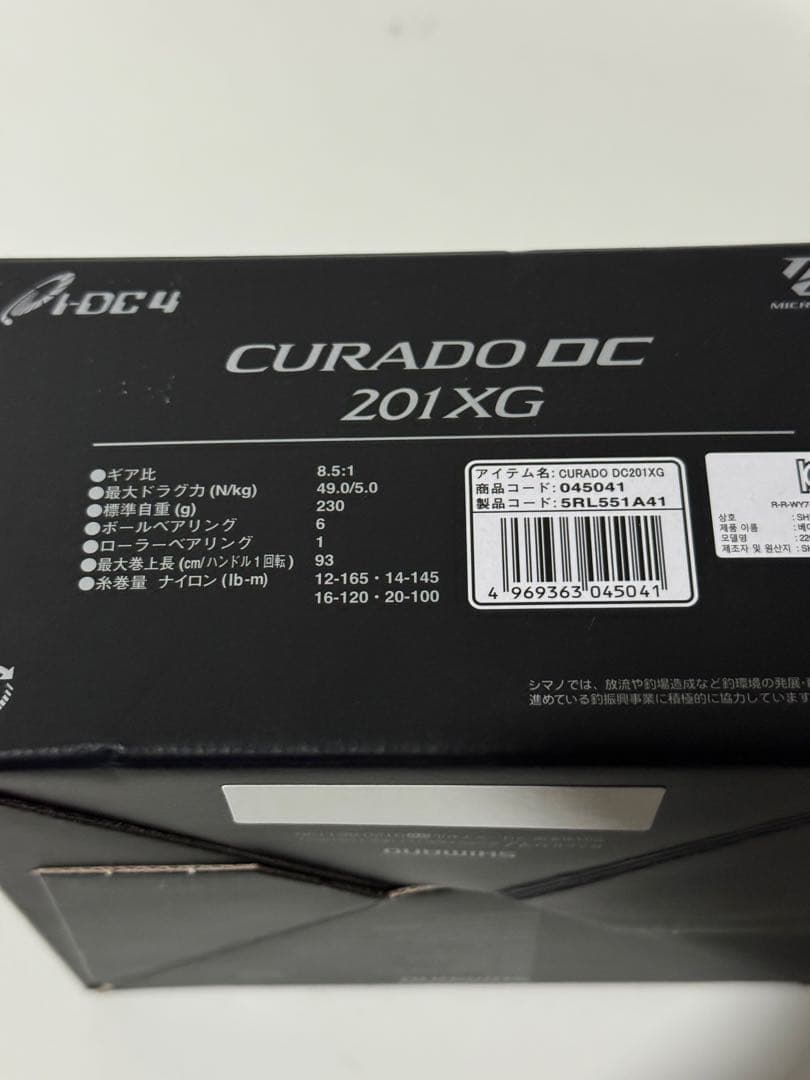 I-DC4
MICR
CURADO DC
201XG
●ギア比 8.5:1
●最大ドラグ力 (N/kg) 49.0/5.0
●標準自重 (g) 230
●ボールベアリング 6
●ローラーベアリング 1
●最大巻上長 (cm/ハンドル1回転) 93
●糸巻量 ナイロン (lb-m) 12-165・14-145
16-120・20-100
アイテム名: CURADO DC201XG
商品コード: 045041
製品コード: 5RL551A41
4 969363 045041
R-R-WY7
상호 : SH
제품 이름 : 베이
모델명 : 22
제조자 및 원산지 : SH
シマノでは、放流や釣場造成など釣環境の発展・
進めている釣振興事業に積極的に協力しています
SHIMANO